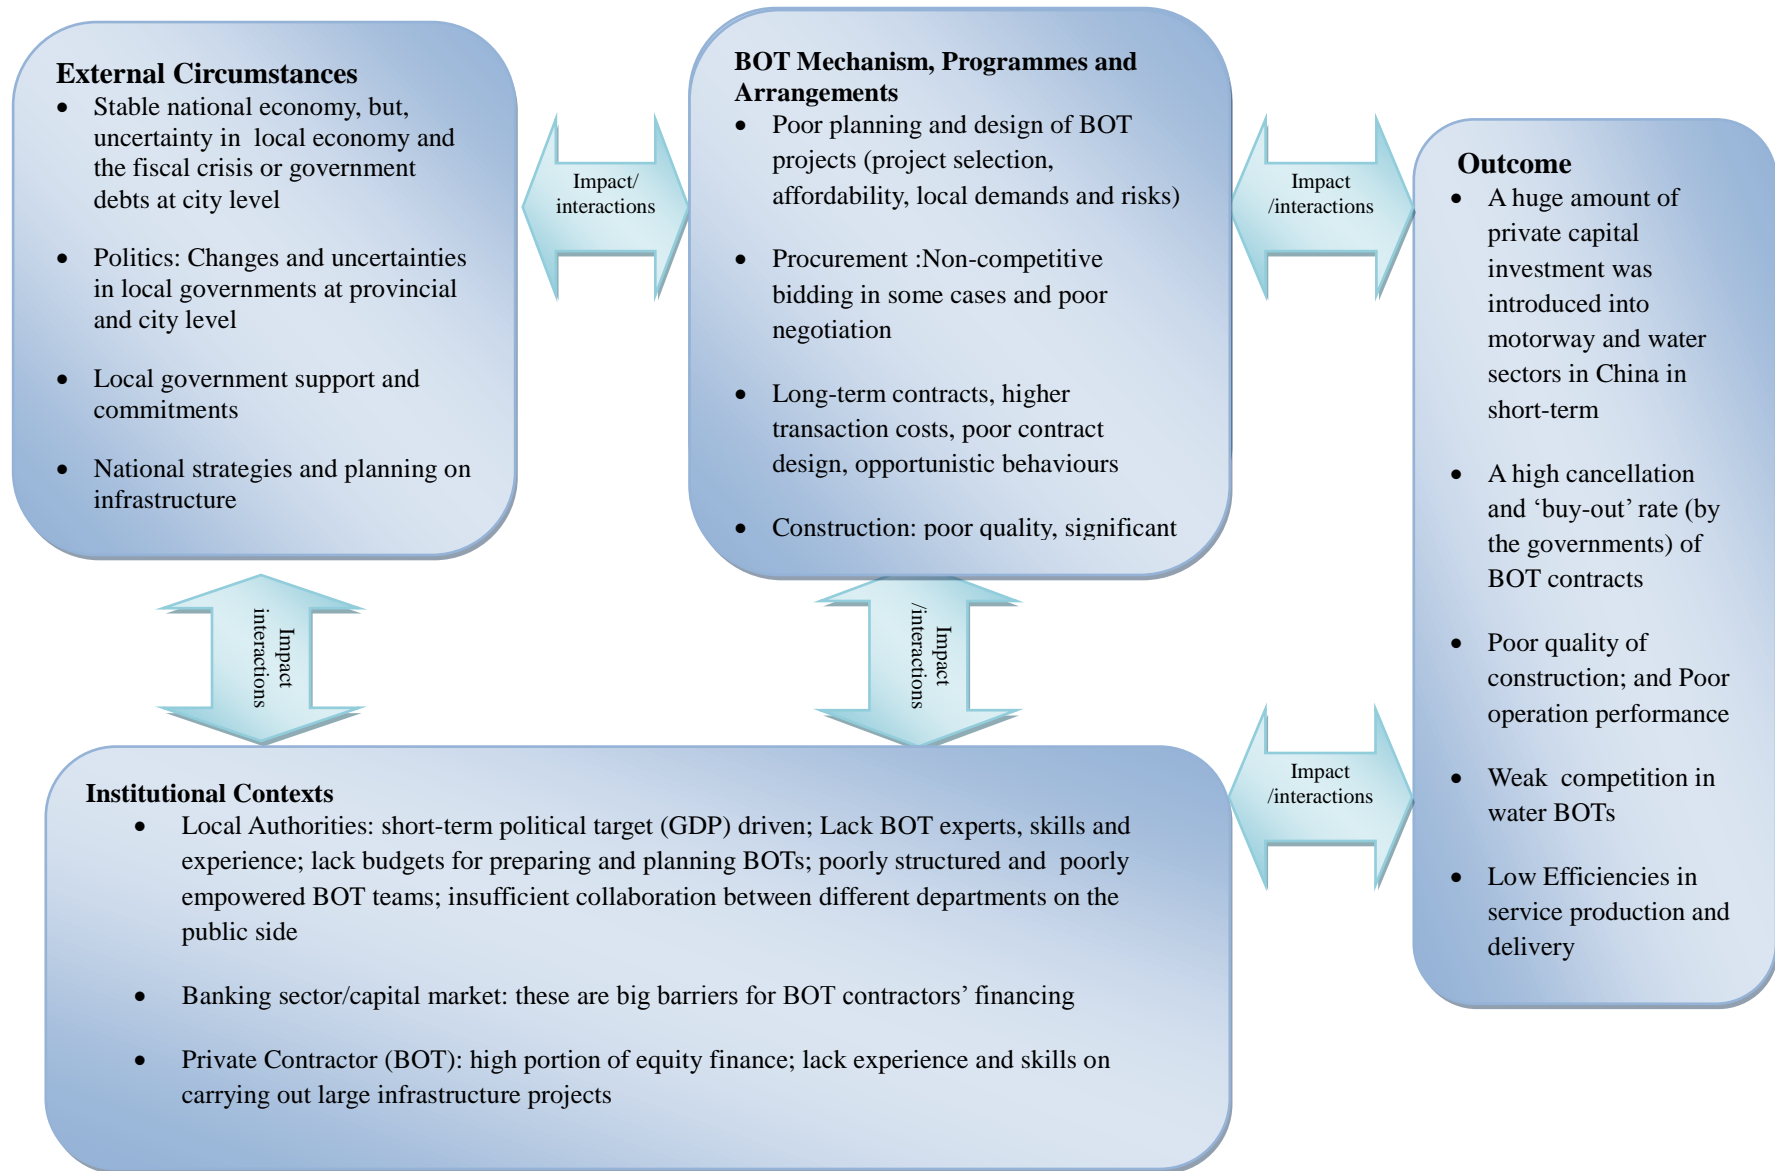 External Circumstances
• Stable national economy, but,
uncertainty in local economy and
the fiscal crisis or government
debts at city level
• Politics: Changes and uncertainties
in local governments at provincial
and city level
• Local government support and
commitments
• National strategies and planning on
infrastructure
Impact/
interactions
BOT Mechanism, Programmes and
Arrangements
• Poor planning and design of BOT
projects (project selection,
affordability, local demands and risks)
• Procurement :Non-competitive
bidding in some cases and poor
negotiation
• Long-term contracts, higher
transaction costs, poor contract
design, opportunistic behaviours
• Construction: poor quality, significant
Impact
/interactions
Outcome
• A huge amount of
private capital
investment was
introduced into
motorway and water
sectors in China in
short-term
• A high cancellation
and ‘buy-out’ rate (by
the governments) of
BOT contracts
• Poor quality of
construction; and Poor
operation performance
• Weak competition in
water BOTs
• Low Efficiencies in
service production and
delivery
Impact
interactions
Impact
/interactions
Institutional Contexts
• Local Authorities: short-term political target (GDP) driven; Lack BOT experts, skills and
experience; lack budgets for preparing and planning BOTs; poorly structured and poorly
empowered BOT teams; insufficient collaboration between different departments on the
public side
• Banking sector/capital market: these are big barriers for BOT contractors’ financing
• Private Contractor (BOT): high portion of equity finance; lack experience and skills on
carrying out large infrastructure projects
Impact
/interactions